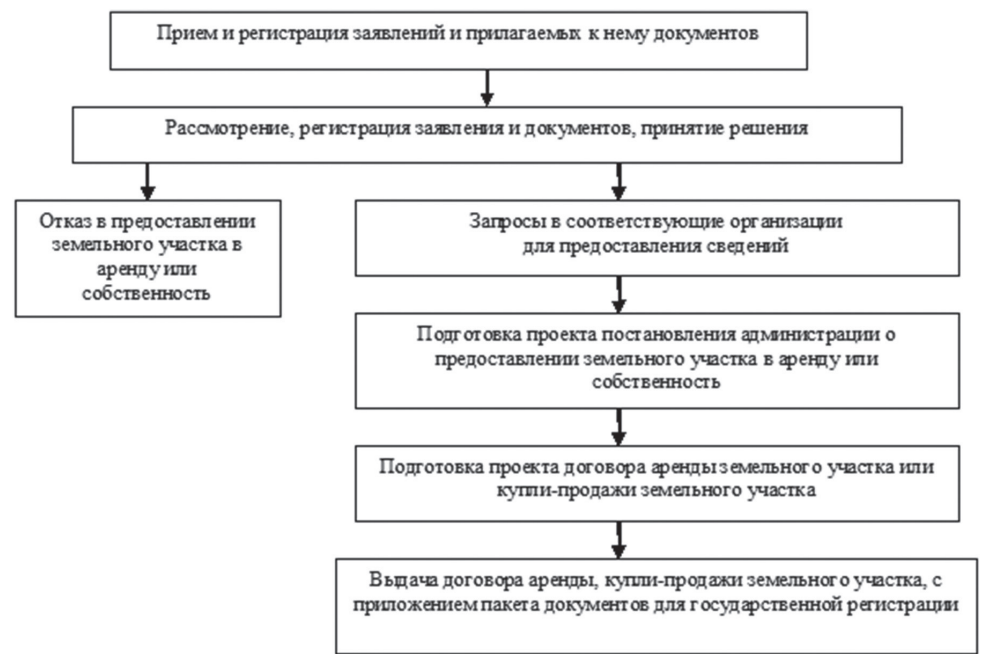 Прием и регистрация заявлений и прилагаемых к нему документов
Рассмотрение, регистрация заявления и документов, принятие решения
Отказ в предоставлении
земельного участка в
аренду или
собственность
Запросы в соответствующие организации
для предоставления сведений
Подготовка проекта постановления администрации о
предоставлении земельного участка в аренду или
собственность
Подготовка проекта договора аренды земельного участка или
купли-продажи земельного участка
Выдача договора аренды, купли-продажи земельного участка, с
приложением пакета документов для государственной регистрации